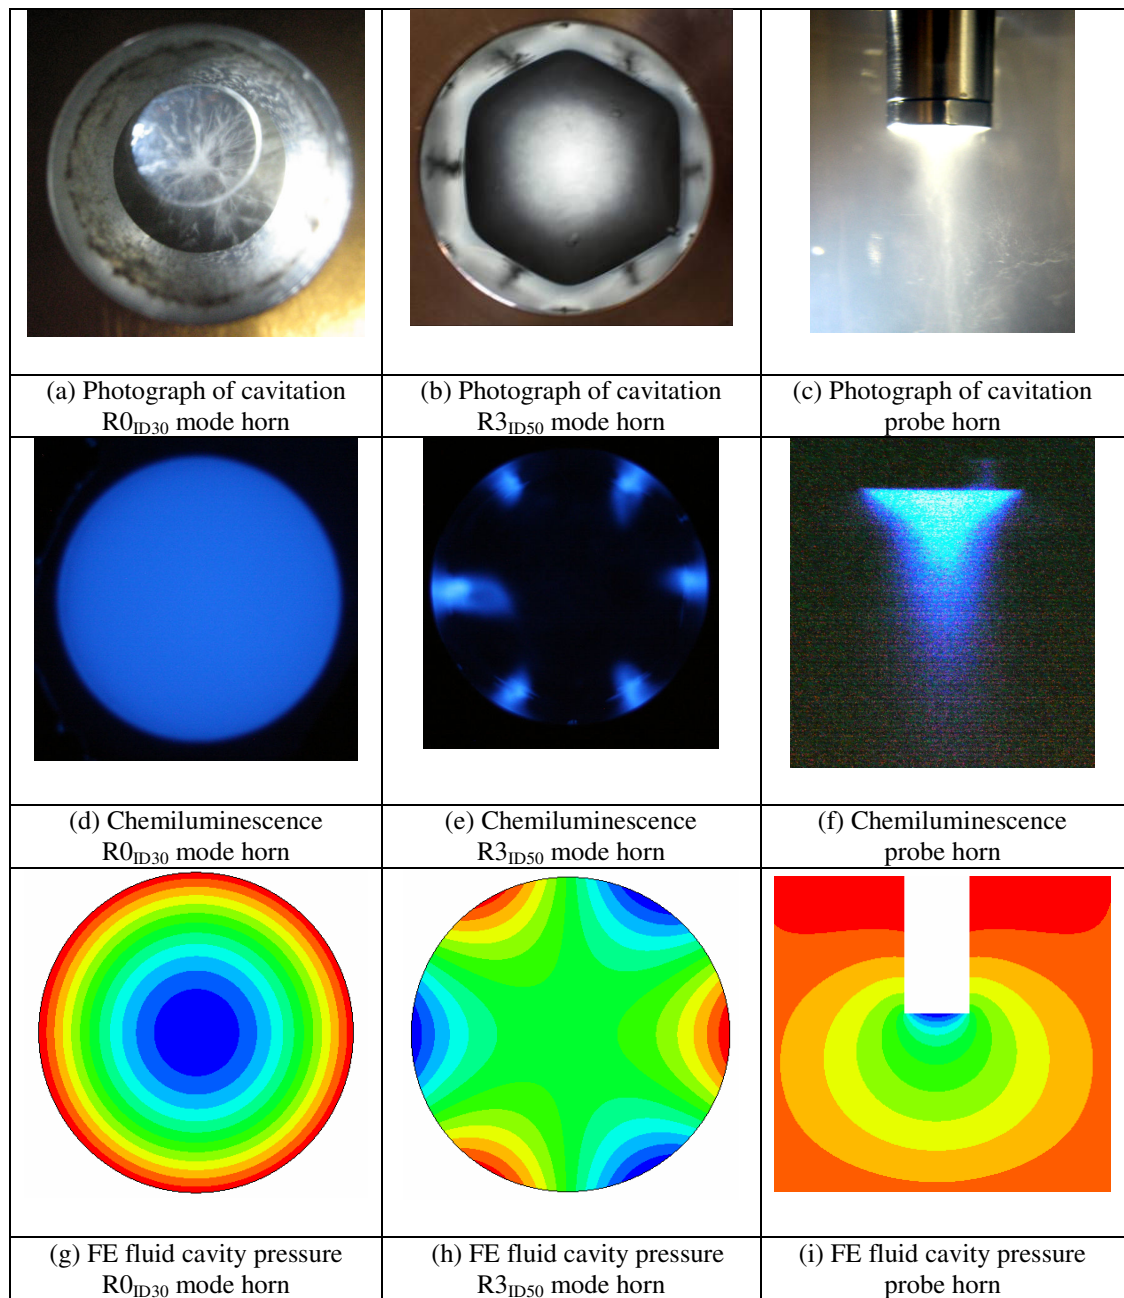 (a) Photograph of cavitation
R0ID30 mode horn
(b) Photograph of cavitation
R3ID50 mode horn
(c) Photograph of cavitation
probe horn
(d) Chemiluminescence
R0ID30 mode horn
(e) Chemiluminescence
R3ID50 mode horn
(f) Chemiluminescence
probe horn
(g) FE fluid cavity pressure
R0ID30 mode horn
(h) FE fluid cavity pressure
R3ID50 mode horn
(i) FE fluid cavity pressure
probe horn